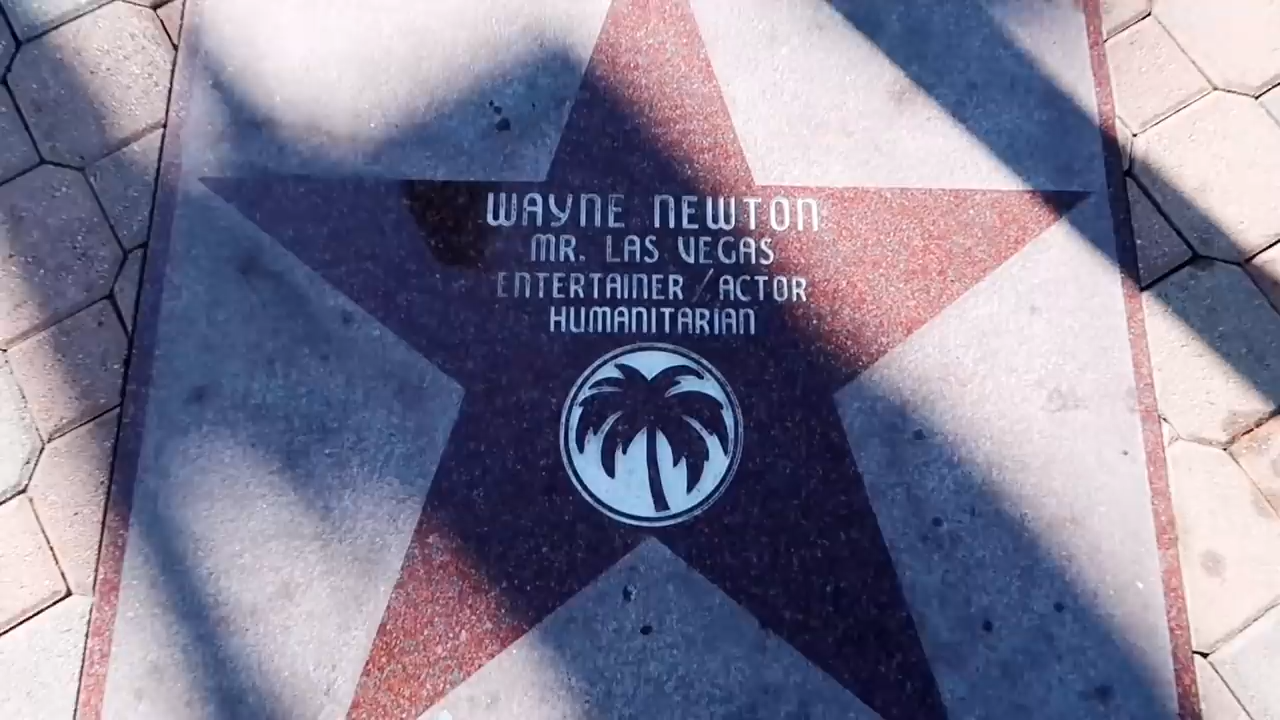 WAYNE NEWTON
MR. LAS VEGAS
ENTERTAINER / ACTOR
HUMANITARIAN